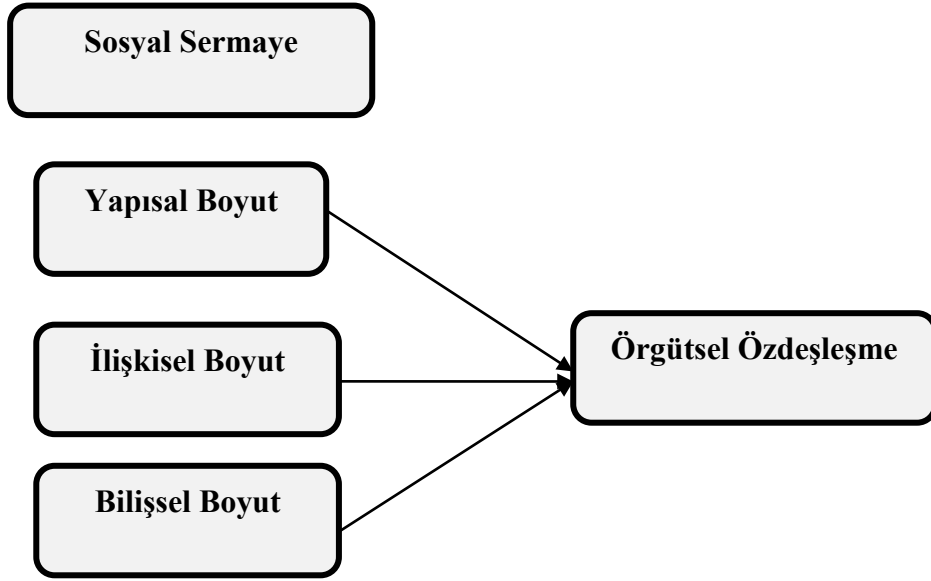 Sosyal Sermaye
Yapısal Boyut
İlişkisel Boyut
Örgütsel Özdeşleşme
Bilişsel Boyut